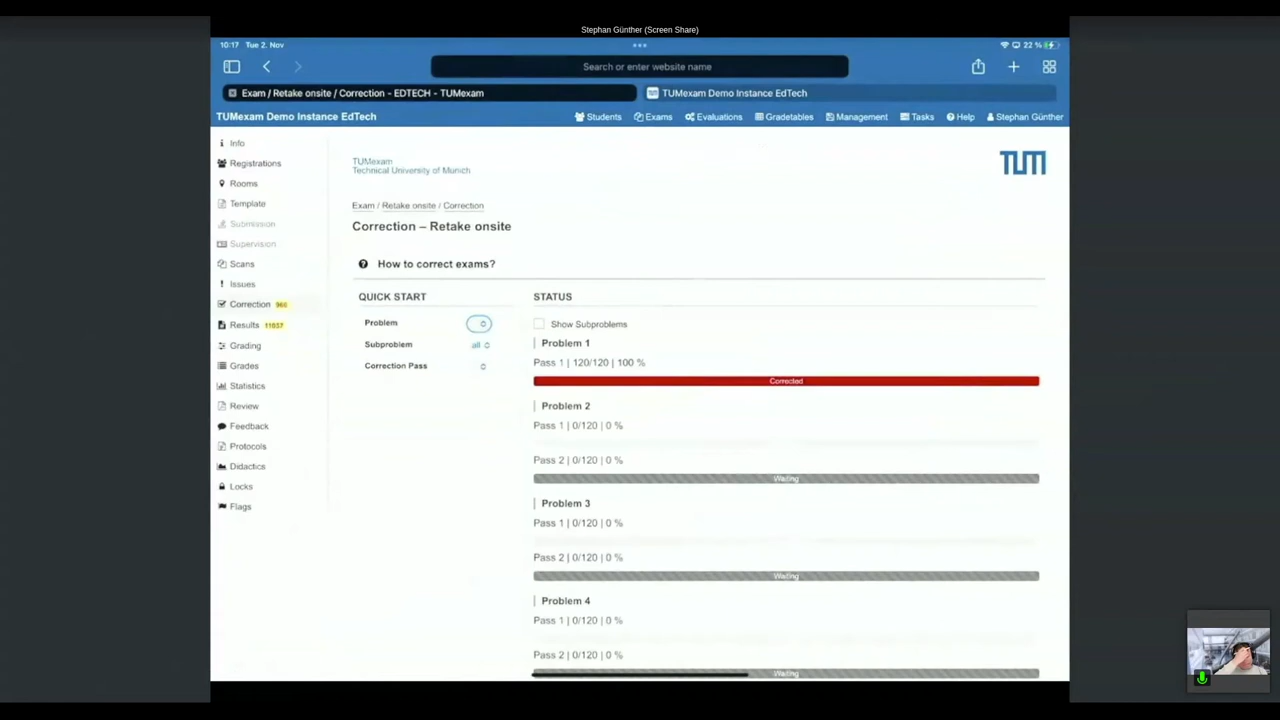 Stephan Günther (Screen Share)
10:17 Tue 2. Nov
22 %
Search or enter website name
Exam / Retake onsite / Correction - EDTECH - TUMexam
TUMexam Demo Instance EdTech
TUMexam Demo Instance EdTech
Students
Exams
Evaluations
Gradetables
Management
Tasks
Help
Stephan Günther
Info
Registrations
Rooms
Template
Submission
Supervision
Scans
Issues
Correction 966
Results 11037
Grading
Grades
Statistics
Review
Feedback
Protocols
Didactics
Locks
Flags
TUMexam
Technical University of Munich
TUM
Exam / Retake onsite / Correction
Correction – Retake onsite
How to correct exams?
QUICK START
Problem
Subproblem all
Correction Pass
STATUS
Show Subproblems
Problem 1
Pass 1 | 120/120 | 100 %
Corrected
Problem 2
Pass 1 | 0/120 | 0 %
Pass 2 | 0/120 | 0 %
Waiting
Problem 3
Pass 1 | 0/120 | 0 %
Pass 2 | 0/120 | 0 %
Waiting
Problem 4
Pass 1 | 0/120 | 0 %
Pass 2 | 0/120 | 0 %
Waiting